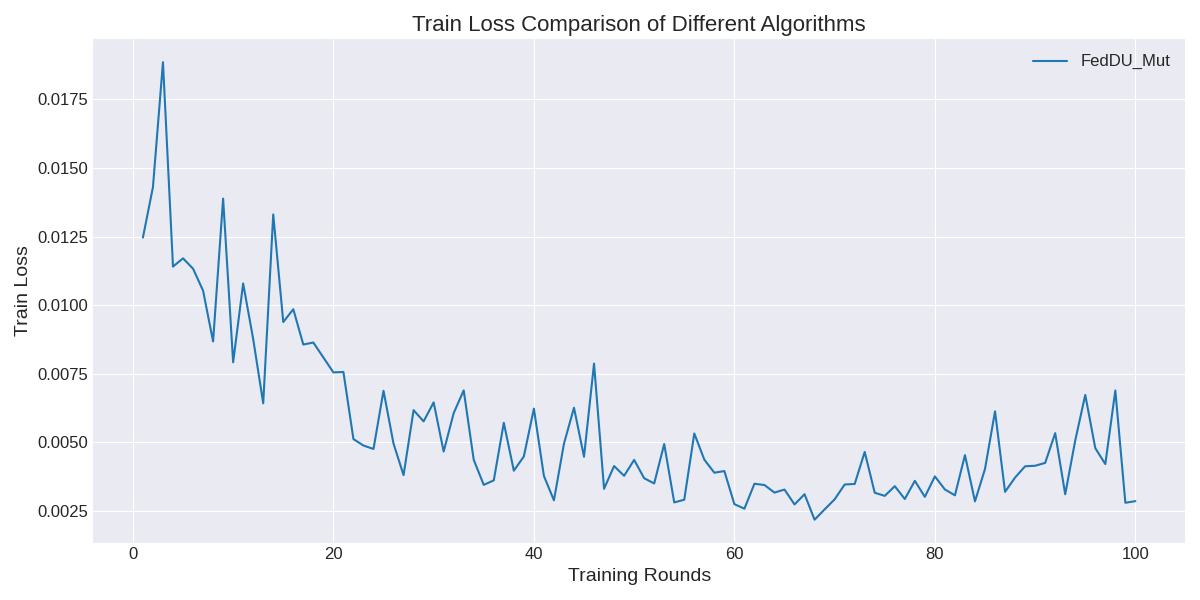 Train Loss Comparison of Different Algorithms
FedDU_Mut
Train Loss
0.0175
0.0150
0.0125
0.0100
0.0075
0.0050
0.0025
0 20 40 60 80 100
Training Rounds